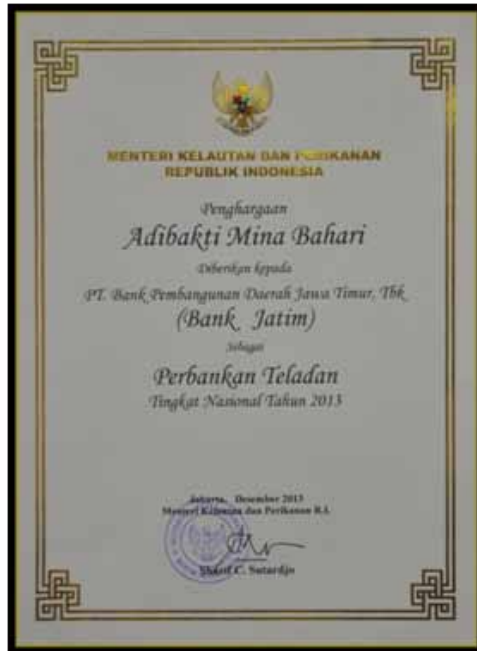 MENTERI KELAUTAN DAN PERIKANAN
REPUBLIK INDONESIA
Penghargaan
Adibakti Mina Bahari
Diberikan kepada
PT. Bank Pembangunan Daerah Jawa Timur, Tbk
(Bank Jatim)
Sebagai
Perbankan Teladan
Tingkat Nasional Tahun 2013
Jakarta, Desember 2013
Menteri Kelautan dan Perikanan R.I.
Sharif C. Sutardjo